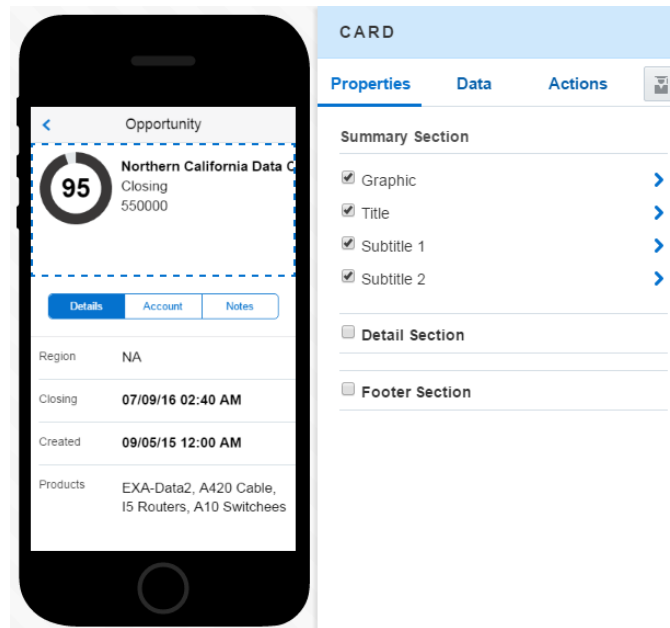 Opportunity
95
Northern California Data
Closing
550000
Details
Account
Notes
Region
NA
Closing
07/09/16 02:40 AM
Created
09/05/15 12:00 AM
Products
EXA-Data2, A420 Cable,
I5 Routers, A10 Switchees
CARD
Properties
Data
Actions
Summary Section
Graphic
Title
Subtitle 1
Subtitle 2
Detail Section
Footer Section